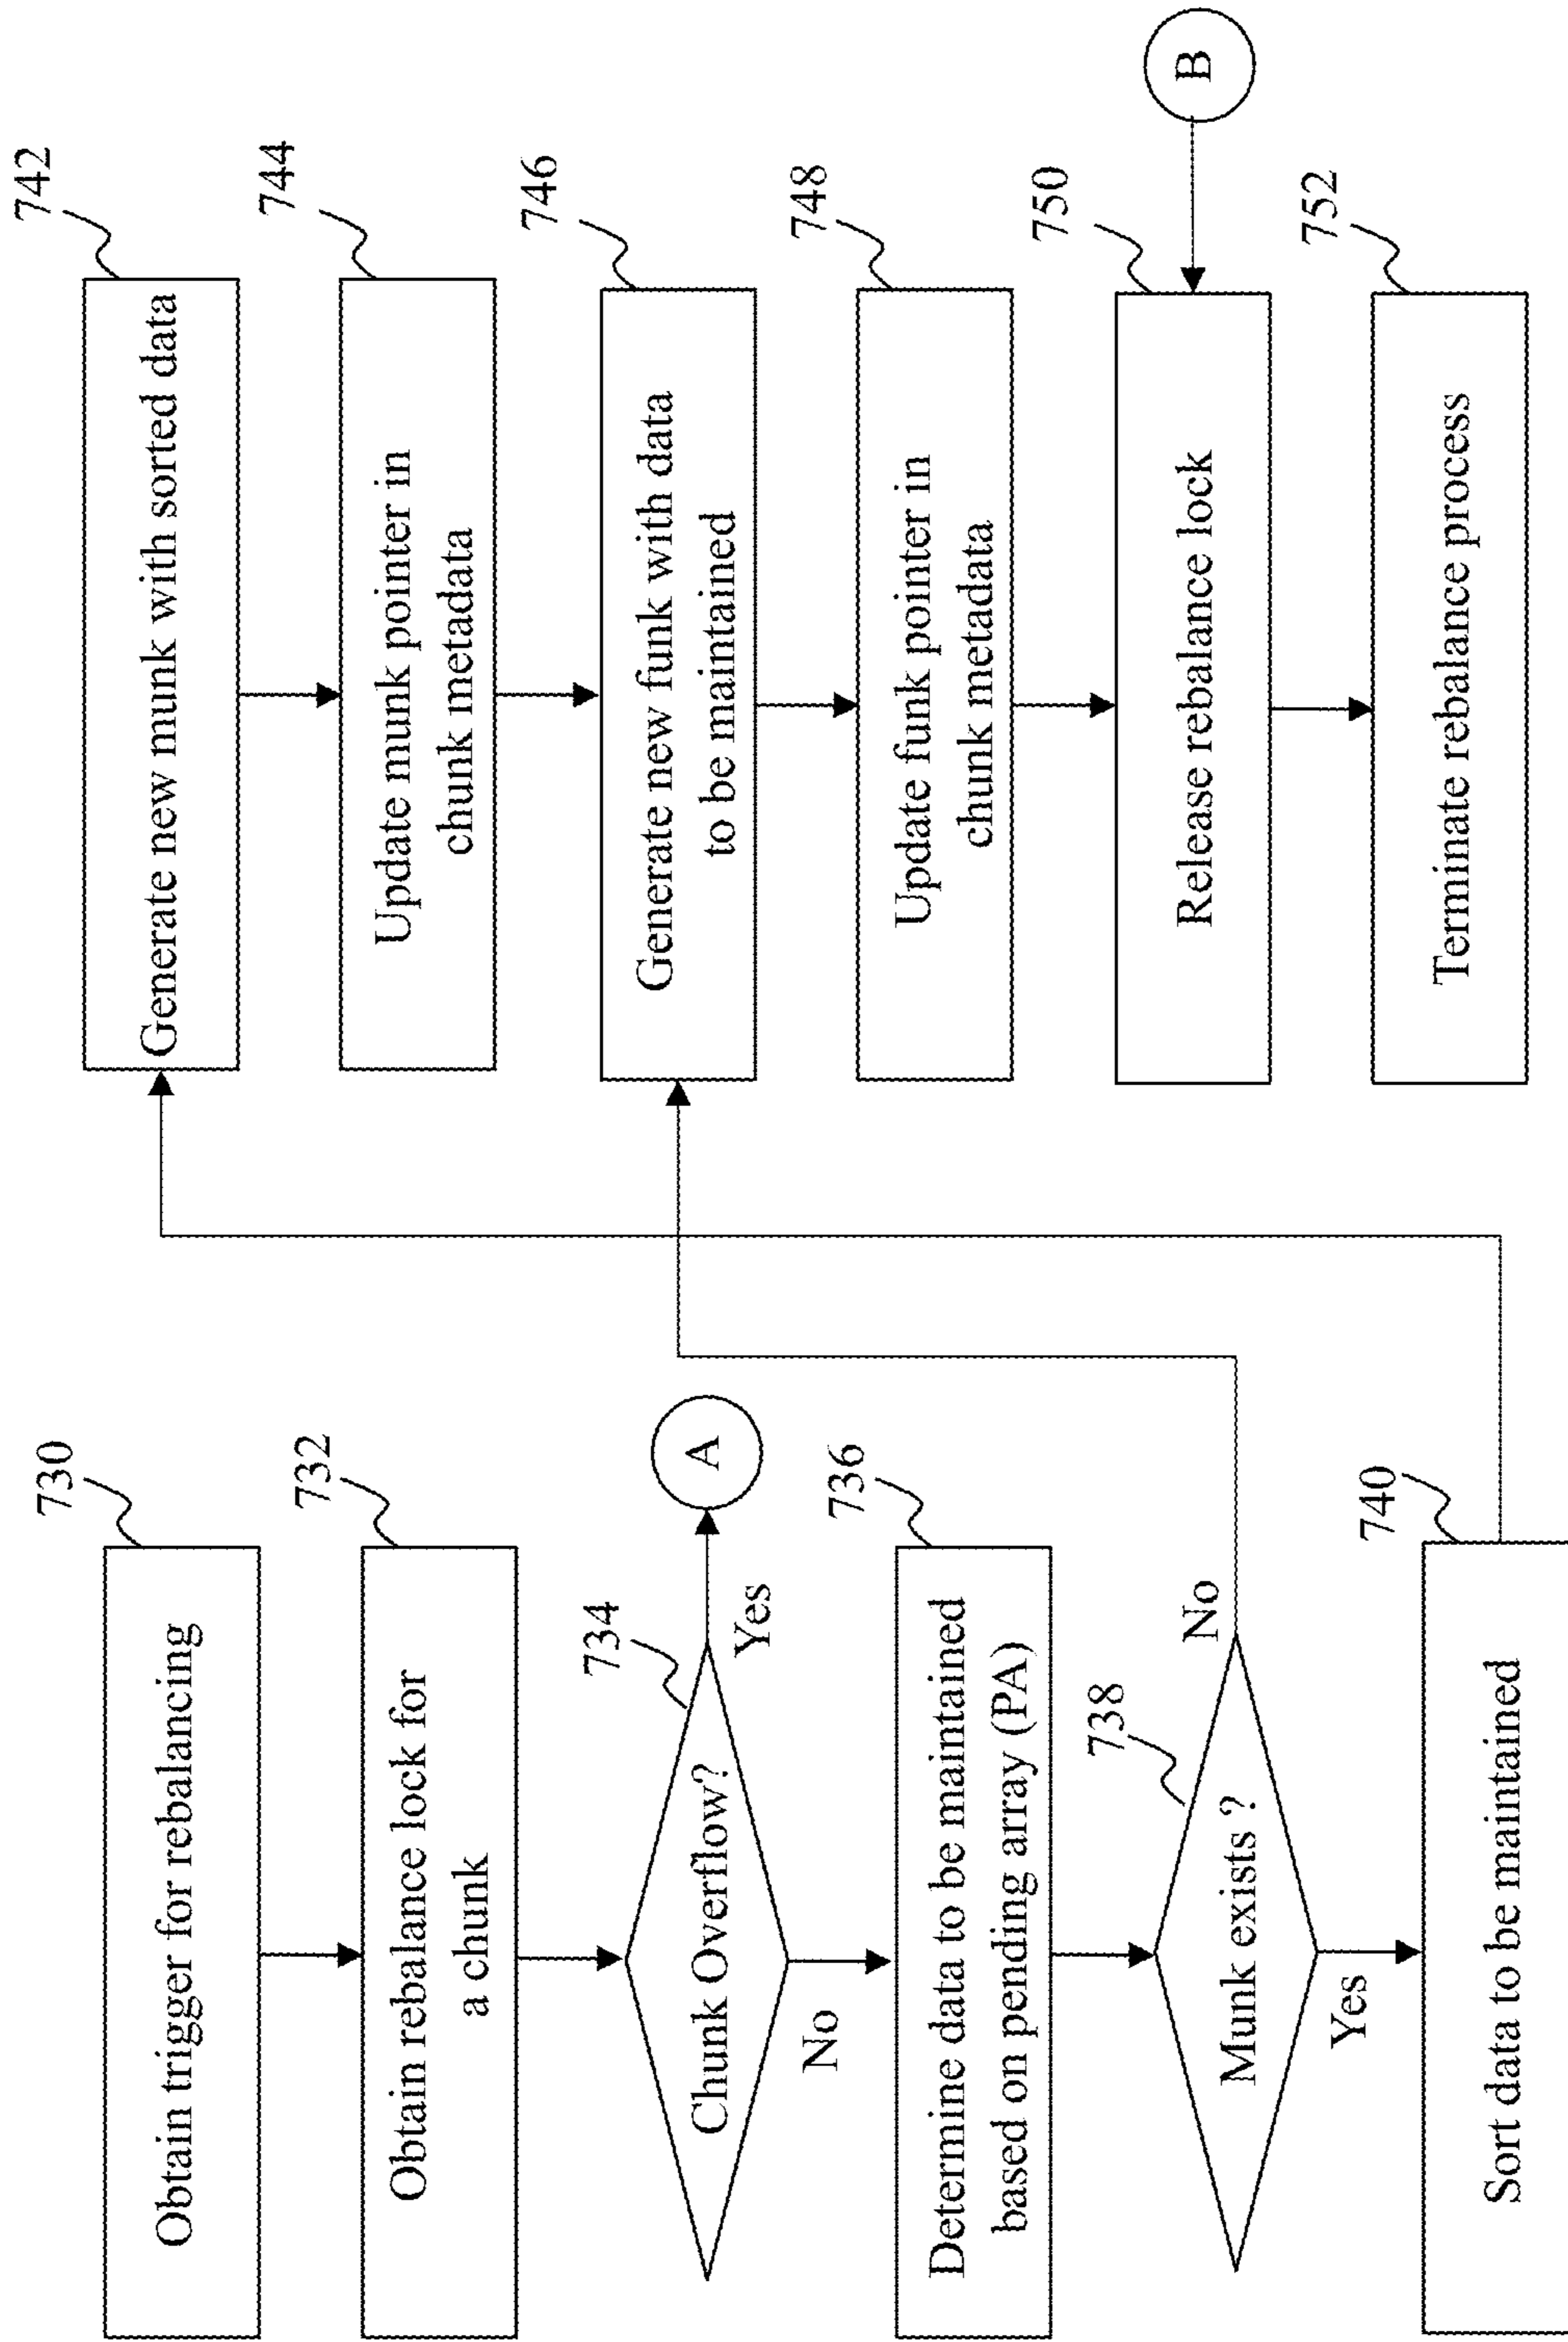 730
Obtain trigger for rebalancing
732
Obtain rebalance lock for
a chunk
734
Chunk Overflow?
Yes
A
No
736
Determine data to be maintained
based on pending array (PA)
738
Munk exists ?
No
Yes
740
Sort data to be maintained
742
Generate new munk with sorted data
744
Update munk pointer in
chunk metadata
746
Generate new funk with data
to be maintained
748
Update funk pointer in
chunk metadata
750
Release rebalance lock
B
752
Terminate rebalance process